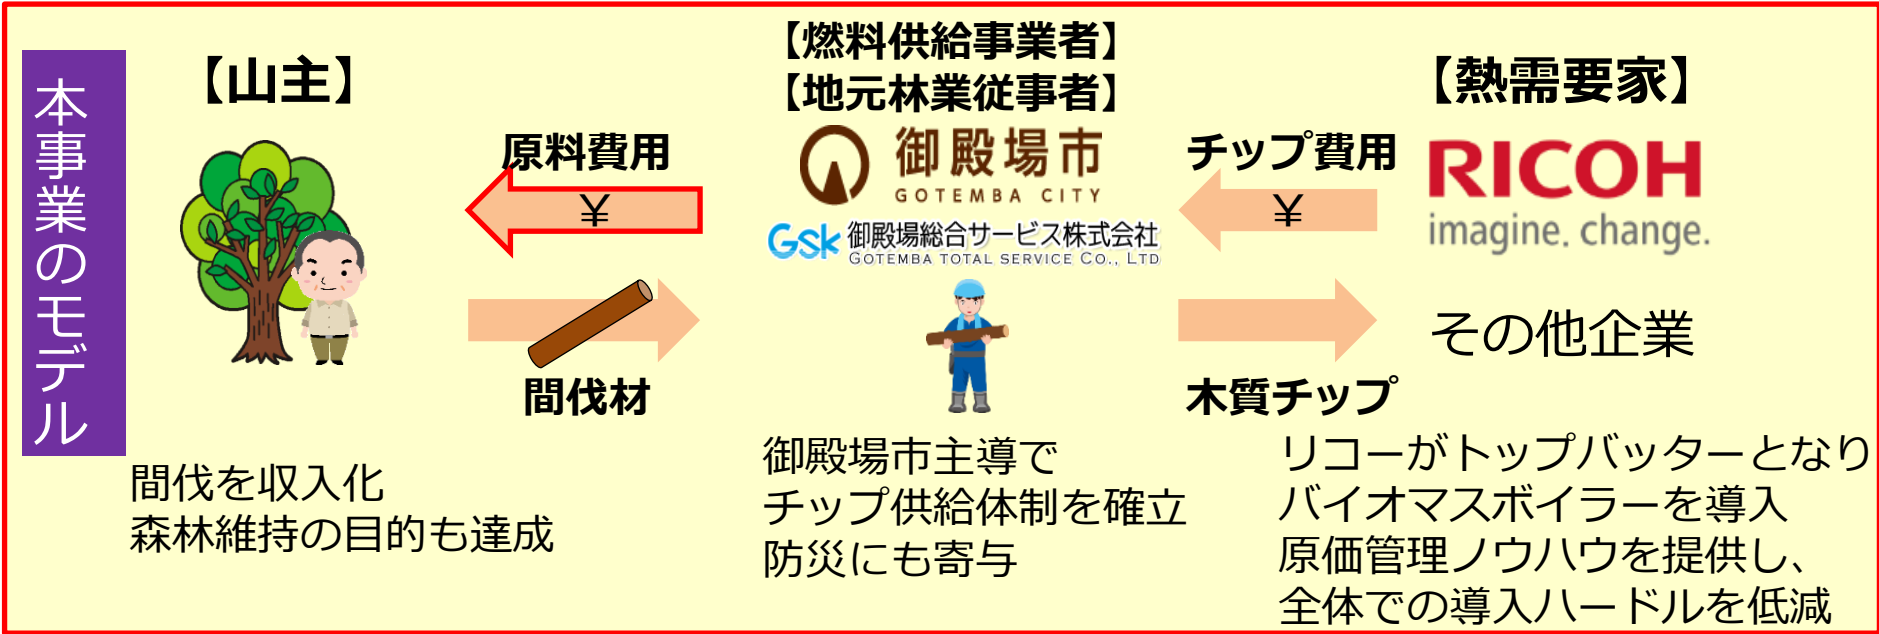 本事業のモデル
【山主】
原料費用
¥
間伐材
間伐を収入化
森林維持の目的も達成
【燃料供給事業者】
【地元林業従事者】
御殿場市
GOTEMBA CITY
Gsk 御殿場総合サービス株式会社
GOTEMBA TOTAL SERVICE CO., LTD
御殿場市主導で
チップ供給体制を確立
防災にも寄与
チップ費用
¥
木質チップ
【熱需要家】
RICOH
imagine. change.
その他企業
リコーがトップバッターとなり
バイオマスボイラーを導入
原価管理ノウハウを提供し、
全体での導入ハードルを低減